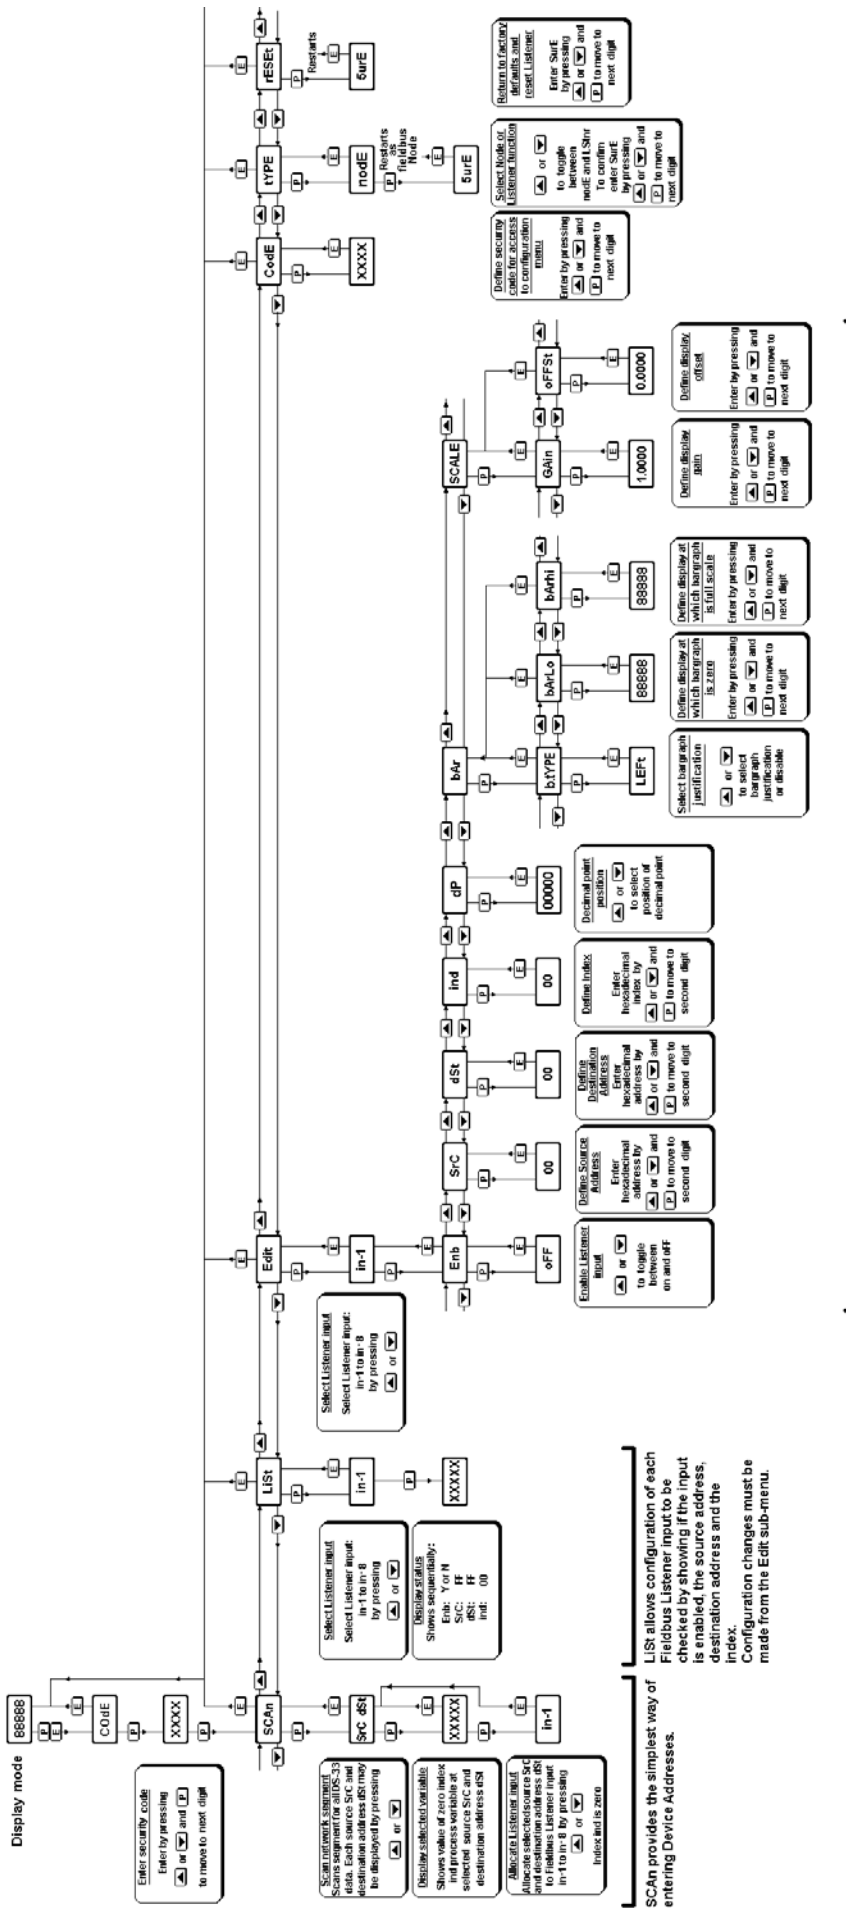 Display mode
88888
P
E
E
COdE
P
E
XXXX
P
Enter security code
Enter by pressing
▲ or ▼ and P
to move to next digit
SCAn
P
E
SrC dSt
P
E
XXXXX
P
E
in-1
Scan network segment
Scans segment for all DS-33
data. Each source SrC and
destination address dSt may
be displayed by pressing
▲ or ▼
Display selected variable
Shows value of zero index
ind process variable at
selected source SrC and
destination address dSt
Allocate Listener input
Allocate selected source SrC
and destination address dSt
to Fieldbus Listener input
in-1 to in-8 by pressing
▲ or ▼
Index ind is zero
SCAn provides the simplest way of
entering Device Addresses.
E
LiSt
P
E
in-1
P
XXXXX
Select Listener input
Select Listener input:
in-1 to in-8
by pressing
▲ or ▼
Display status
Shows sequentially:
Enb: Y or N
SrC: FF
dSt: FF
ind: 00
LiSt allows configuration of each
Fieldbus Listener input to be
checked by showing if the input
is enabled, the source address,
destination address and the
index.
Configuration changes must be
made from the Edit sub-menu.
E
Edit
P
E
in-1
P
E
Select Listener input
Select Listener input:
in-1 to in-8
by pressing
▲ or ▼
Enb
P
E
oFF
Enable Listener
input
▲ or ▼
to toggle
between
on and oFF
SrC
P
E
00
Define Source
Address
Enter
hexadecimal
address by
▲ or ▼ and
P to move to
second digit
dSt
P
E
00
Define
Destination
Address
Enter
hexadecimal
address by
▲ or ▼ and
P to move to
second digit
ind
P
E
00
Define Index
Enter
hexadecimal
index by
▲ or ▼ and
P to move to
second digit
dP
P
E
00000
Decimal point
position
▲ or ▼
to select
position of
decimal point
bAr
P
E
b.tYPE
P
E
LEFt
Select bargraph
justification
▲ or ▼
to select
bargraph
justification
or disable
E
bArLo
P
E
88888
Define display at
which bargraph
is zero
Enter by pressing
▲ or ▼ and
P to move to
next digit
E
bArhi
P
E
88888
Define display at
which bargraph
is full scale
Enter by pressing
▲ or ▼ and
P to move to
next digit
SCALE
P
E
GAin
P
E
1.0000
Define display
gain
Enter by pressing
▲ or ▼ and
P to move to
next digit
E
oFFSt
P
E
0.0000
Define display
offset
Enter by pressing
▲ or ▼ and
P to move to
next digit
E
CodE
P
E
XXXX
Define security
code for access
to configuration
menu
Enter by pressing
▲ or ▼ and
P to move to
next digit
E
tYPE
P
E
nodE
P
Restarts
as
fieldbus
Node
E
5urE
Select Node or
Listener function
▲ or ▼
to toggle
between
nodE and LStnr
To confirm
enter SurE
by pressing
▲ or ▼ and
P to move to
next digit
E
rESEt
P
Restarts
E
5urE
Return to factory
defaults and
reset Listener
Enter SurE
by pressing
▲ or ▼ and
P to move to
next digit